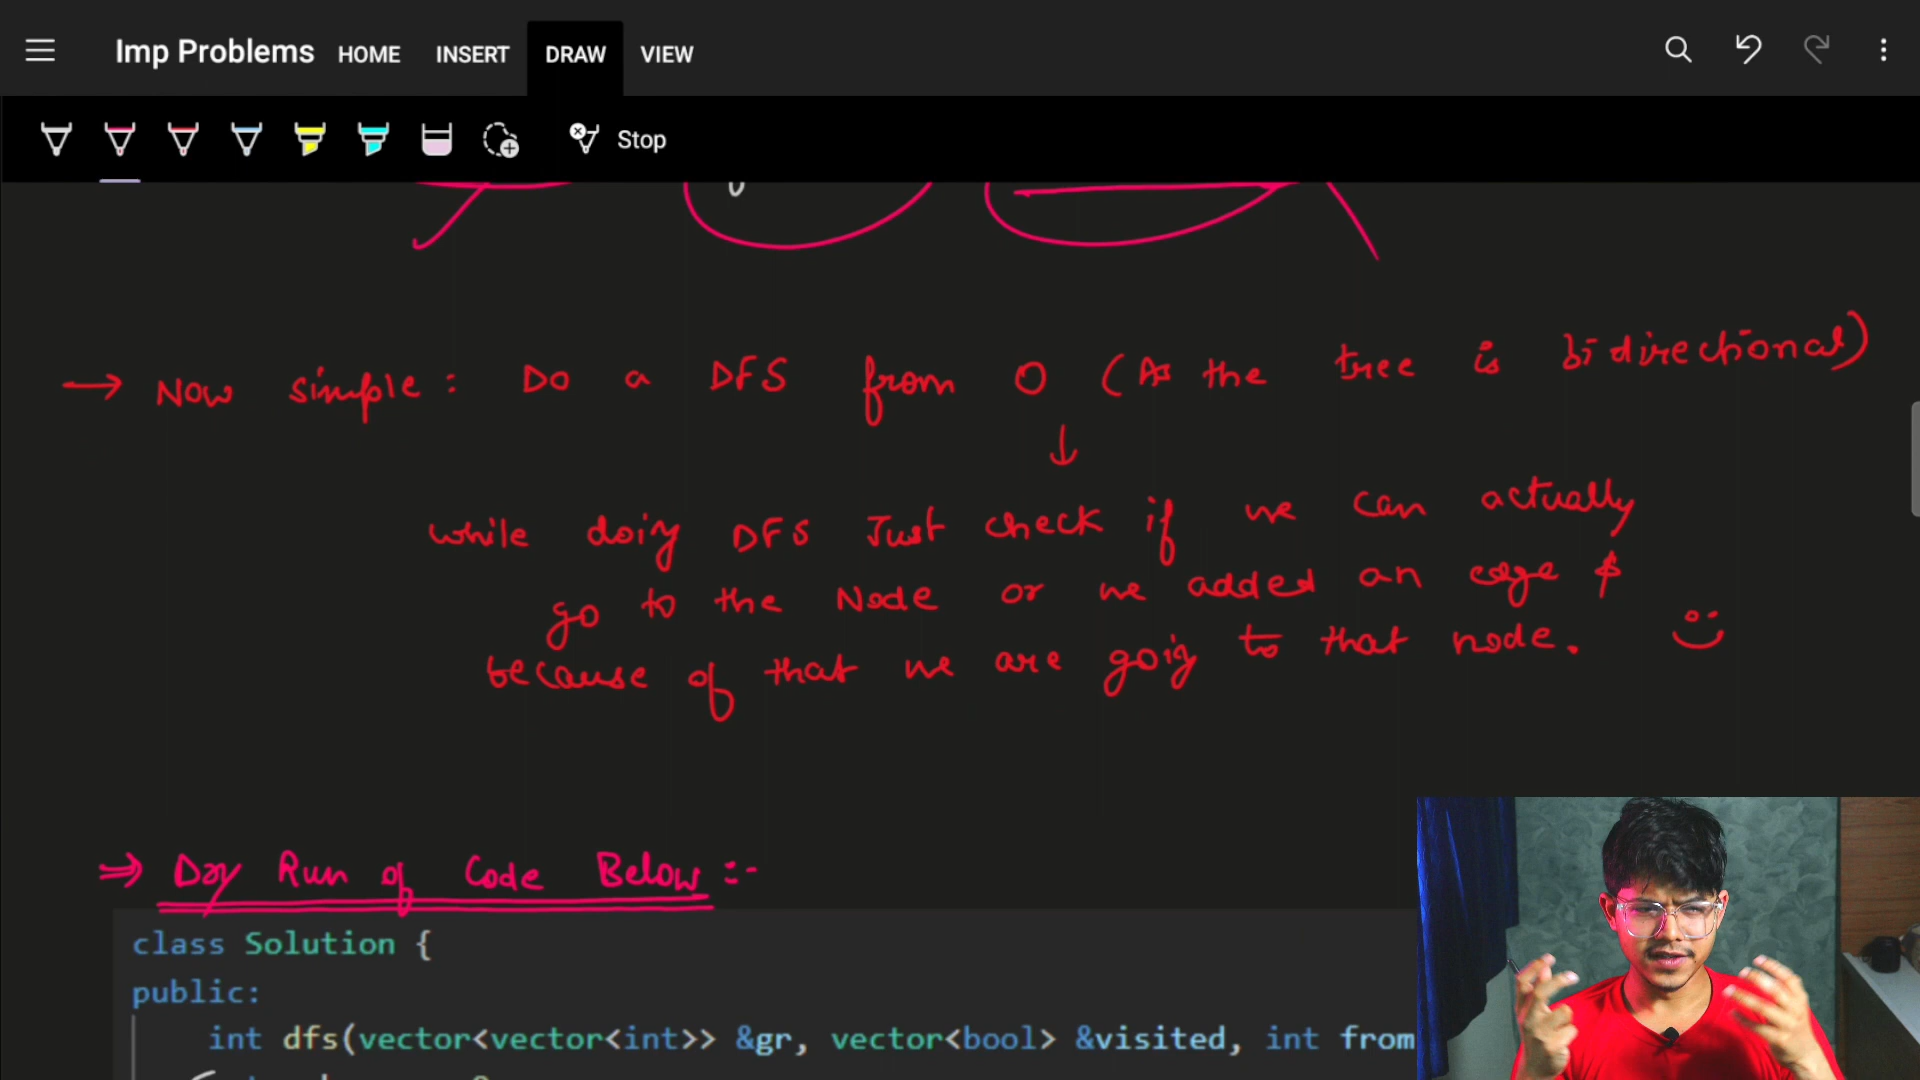 Imp Problems HOME INSERT DRAW VIEW
Stop
→ Now simple: Do a DFS from 0 (As the tree is bidirectional)
↓
while doing DFS Just check if we can actually
go to the Node or we added an edge &
because of that we are going to that node.
⇒ Dry Run of Code Below :-
class Solution {
public:
int dfs(vector<vector<int>> &gr, vector<bool> &visited, int from